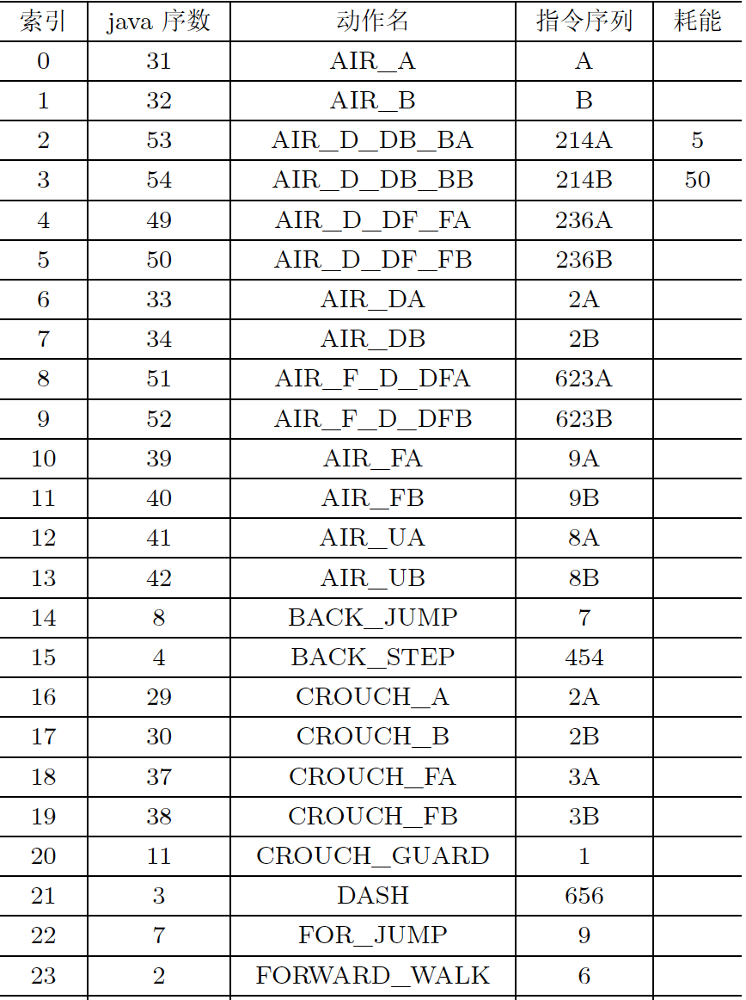 索引 java 序数 动作名 指令序列 耗能
0 31 AIR_A A
1 32 AIR_B B
2 53 AIR_D_DB_BA 214A 5
3 54 AIR_D_DB_BB 214B 50
4 49 AIR_D_DF_FA 236A
5 50 AIR_D_DF_FB 236B
6 33 AIR_DA 2A
7 34 AIR_DB 2B
8 51 AIR_F_D_DFA 623A
9 52 AIR_F_D_DFB 623B
10 39 AIR_FA 9A
11 40 AIR_FB 9B
12 41 AIR_UA 8A
13 42 AIR_UB 8B
14 8 BACK_JUMP 7
15 4 BACK_STEP 454
16 29 CROUCH_A 2A
17 30 CROUCH_B 2B
18 37 CROUCH_FA 3A
19 38 CROUCH_FB 3B
20 11 CROUCH_GUARD 1
21 3 DASH 656
22 7 FOR_JUMP 9
23 2 FORWARD_WALK 6